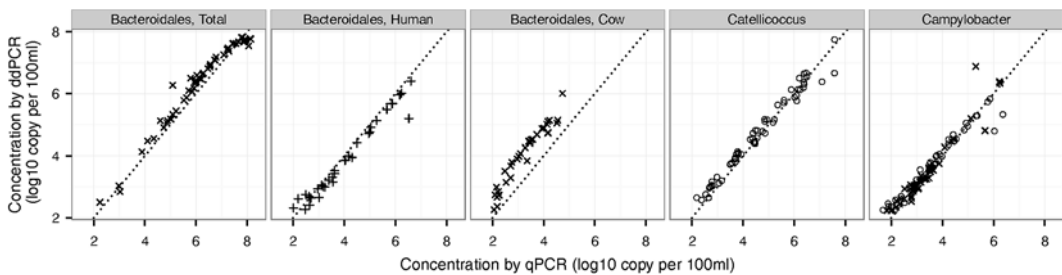 Bacteroidales, Total Bacteroidales, Human Bacteroidales, Cow Catellicoccus Campylobacter
Concentration by ddPCR
(log10 copy per 100ml)
8
6
4
2
2 4 6 8 2 4 6 8 2 4 6 8 2 4 6 8 2 4 6 8
Concentration by qPCR (log10 copy per 100ml)